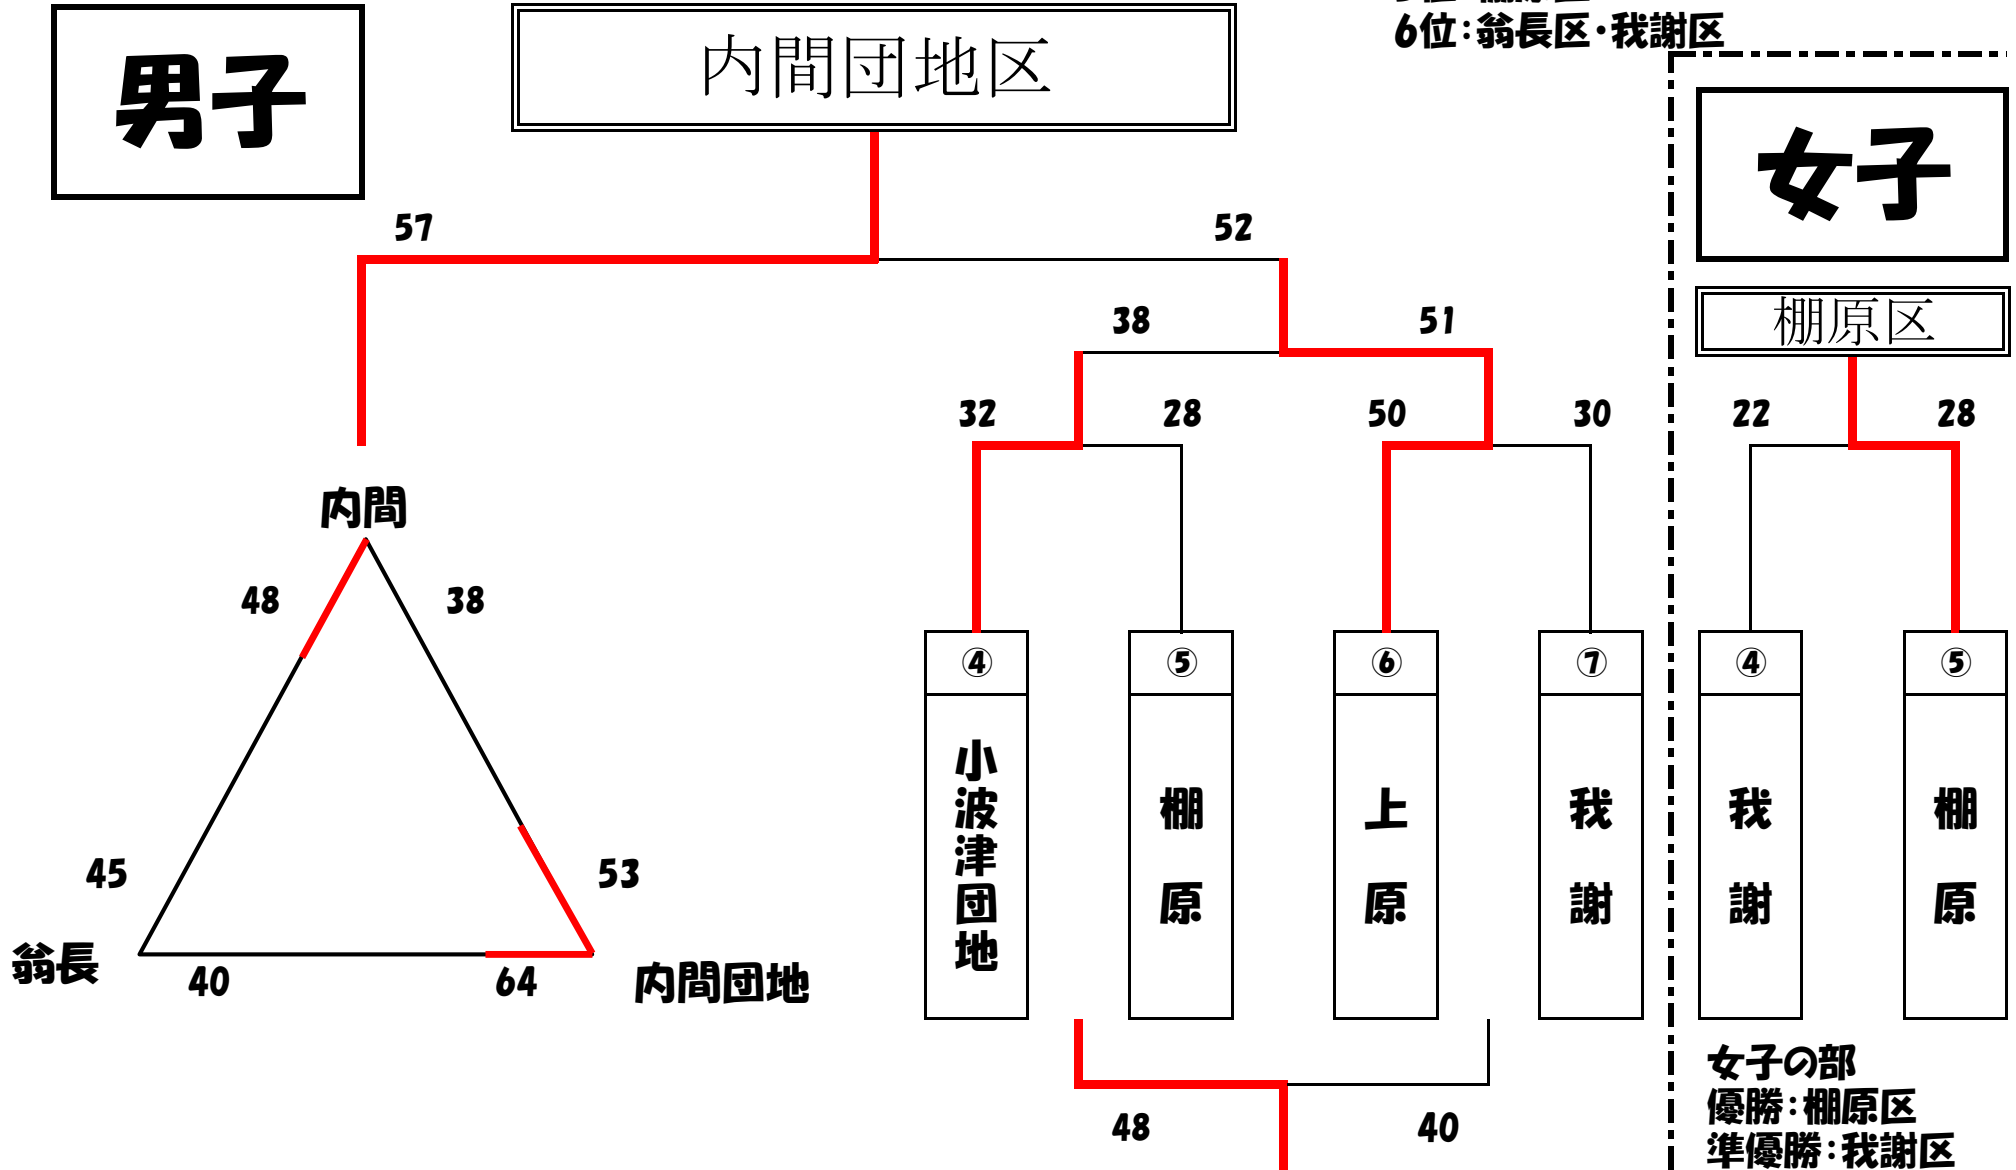 6位：翁長区・我謝区
男子
内間団地区
女子
57
52
棚原区
38
51
32
28
50
30
22
28
内間
48
38
④
⑤
⑥
⑦
④
⑤
小波津団地
棚原
上原
我謝
我謝
棚原
45
53
翁長
40
64
内間団地
48
40
女子の部
優勝：棚原区
準優勝：我謝区